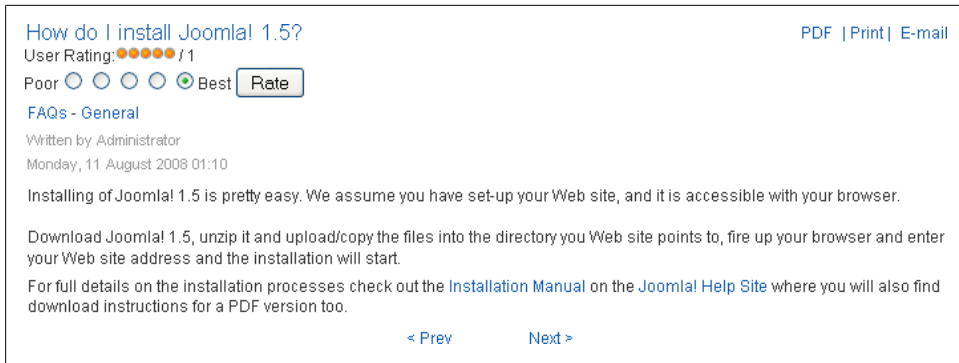 How do I install Joomla! 1.5?
PDF | Print | E-mail
User Rating: / 1
Poor Best Rate
FAQs - General
Written by Administrator
Monday, 11 August 2008 01:10
Installing of Joomla! 1.5 is pretty easy. We assume you have set-up your Web site, and it is accessible with your browser.
Download Joomla! 1.5, unzip it and upload/copy the files into the directory you Web site points to, fire up your browser and enter
your Web site address and the installation will start.
For full details on the installation processes check out the Installation Manual on the Joomla! Help Site where you will also find
download instructions for a PDF version too.
< Prev Next >